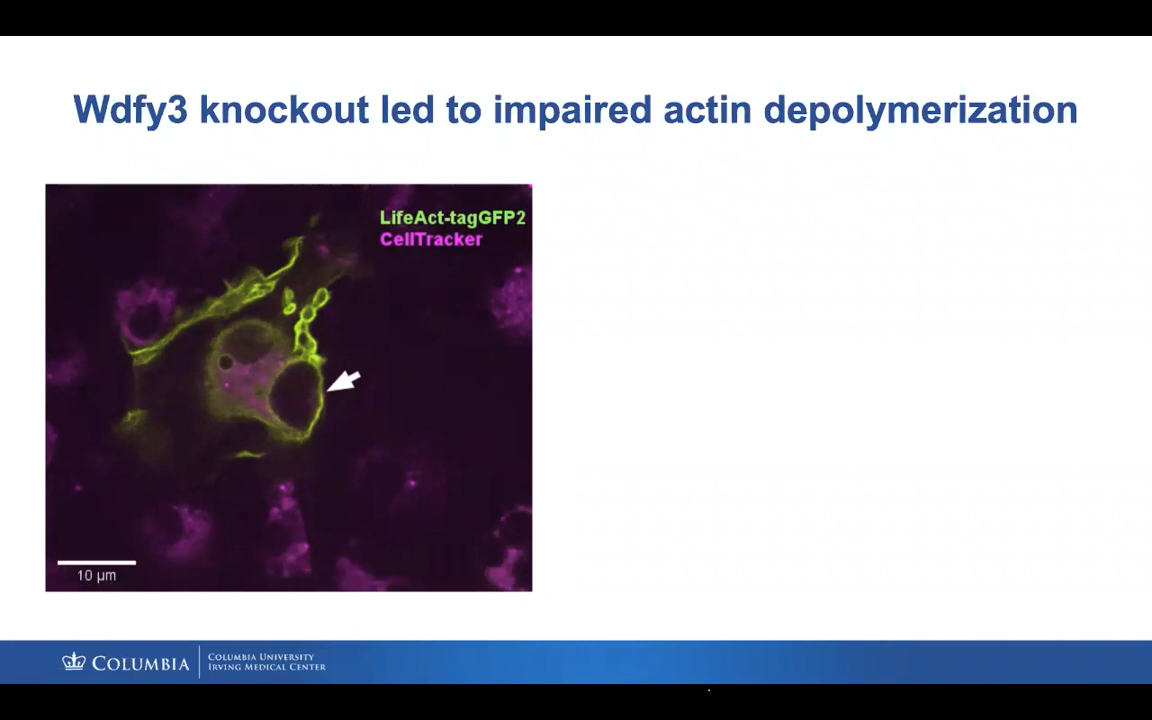 Wdfy3 knockout led to impaired actin depolymerization
LifeAct-tagGFP2
CellTracker
10 µm
COLUMBIA
COLUMBIA UNIVERSITY
IRVING MEDICAL CENTER